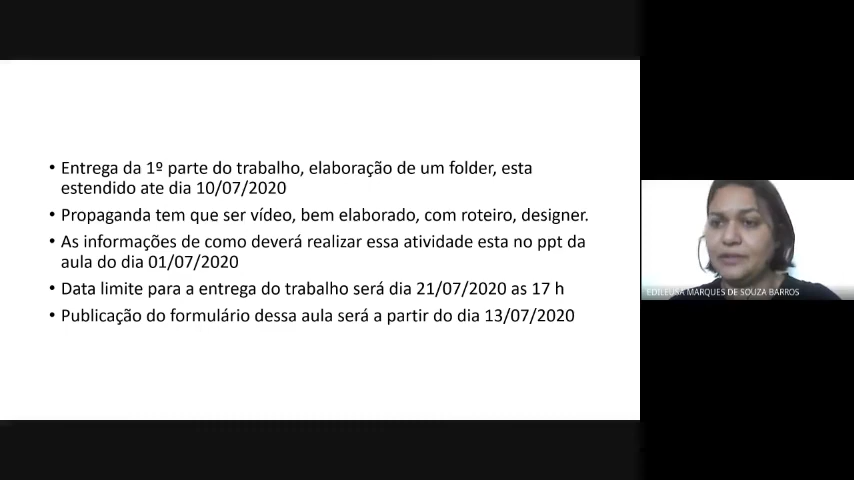 • Entrega da 1º parte do trabalho, elaboração de um folder, esta
estendido ate dia 10/07/2020
• Propaganda tem que ser vídeo, bem elaborado, com roteiro, designer.
• As informações de como deverá realizar essa atividade esta no ppt da
aula do dia 01/07/2020
• Data limite para a entrega do trabalho será dia 21/07/2020 as 17 h
• Publicação do formulário dessa aula será a partir do dia 13/07/2020
EDILEUSA MARQUES DE SOUZA BARROS